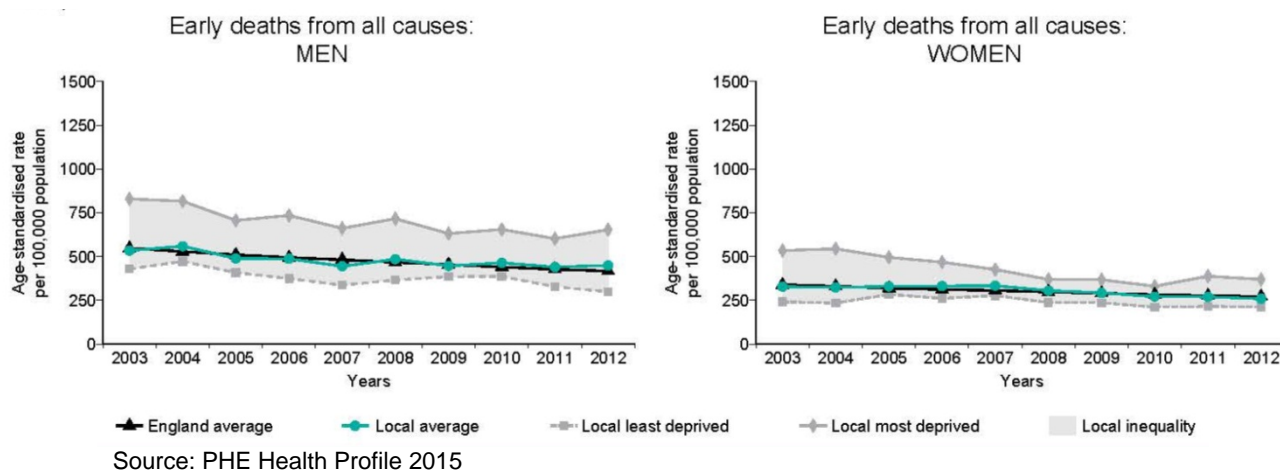 Early deaths from all causes:
MEN
Age-standardised rate
per 100,000 population
1500
1250
1000
750
500
250
0
2003 2004 2005 2006 2007 2008 2009 2010 2011 2012
Years
Early deaths from all causes:
WOMEN
Age-standardised rate
per 100,000 population
1500
1250
1000
750
500
250
0
2003 2004 2005 2006 2007 2008 2009 2010 2011 2012
Years
England average Local average Local least deprived Local most deprived Local inequality
Source: PHE Health Profile 2015